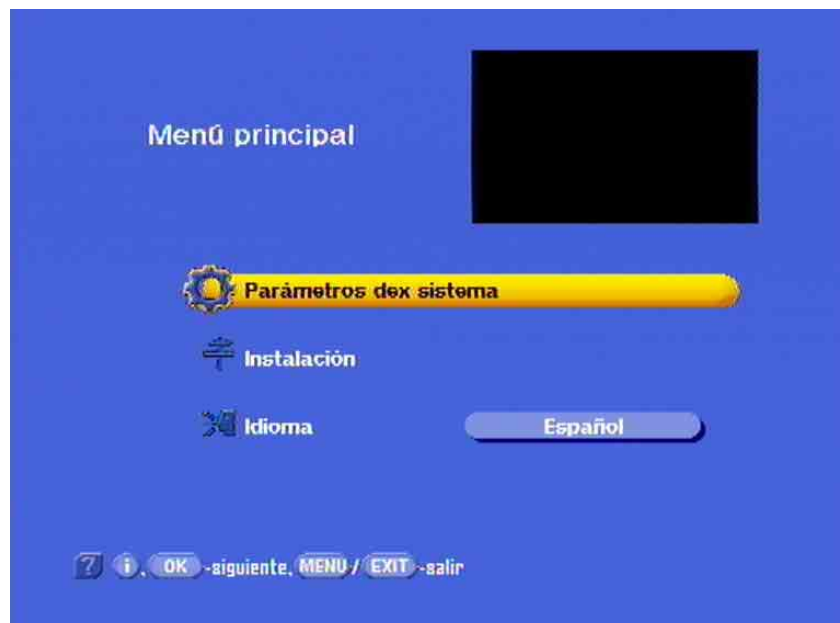 Menú principal
Parámetros dex sistema
Instalación
Idioma Español
? i, OK -siguiente, MENU / EXIT -salir